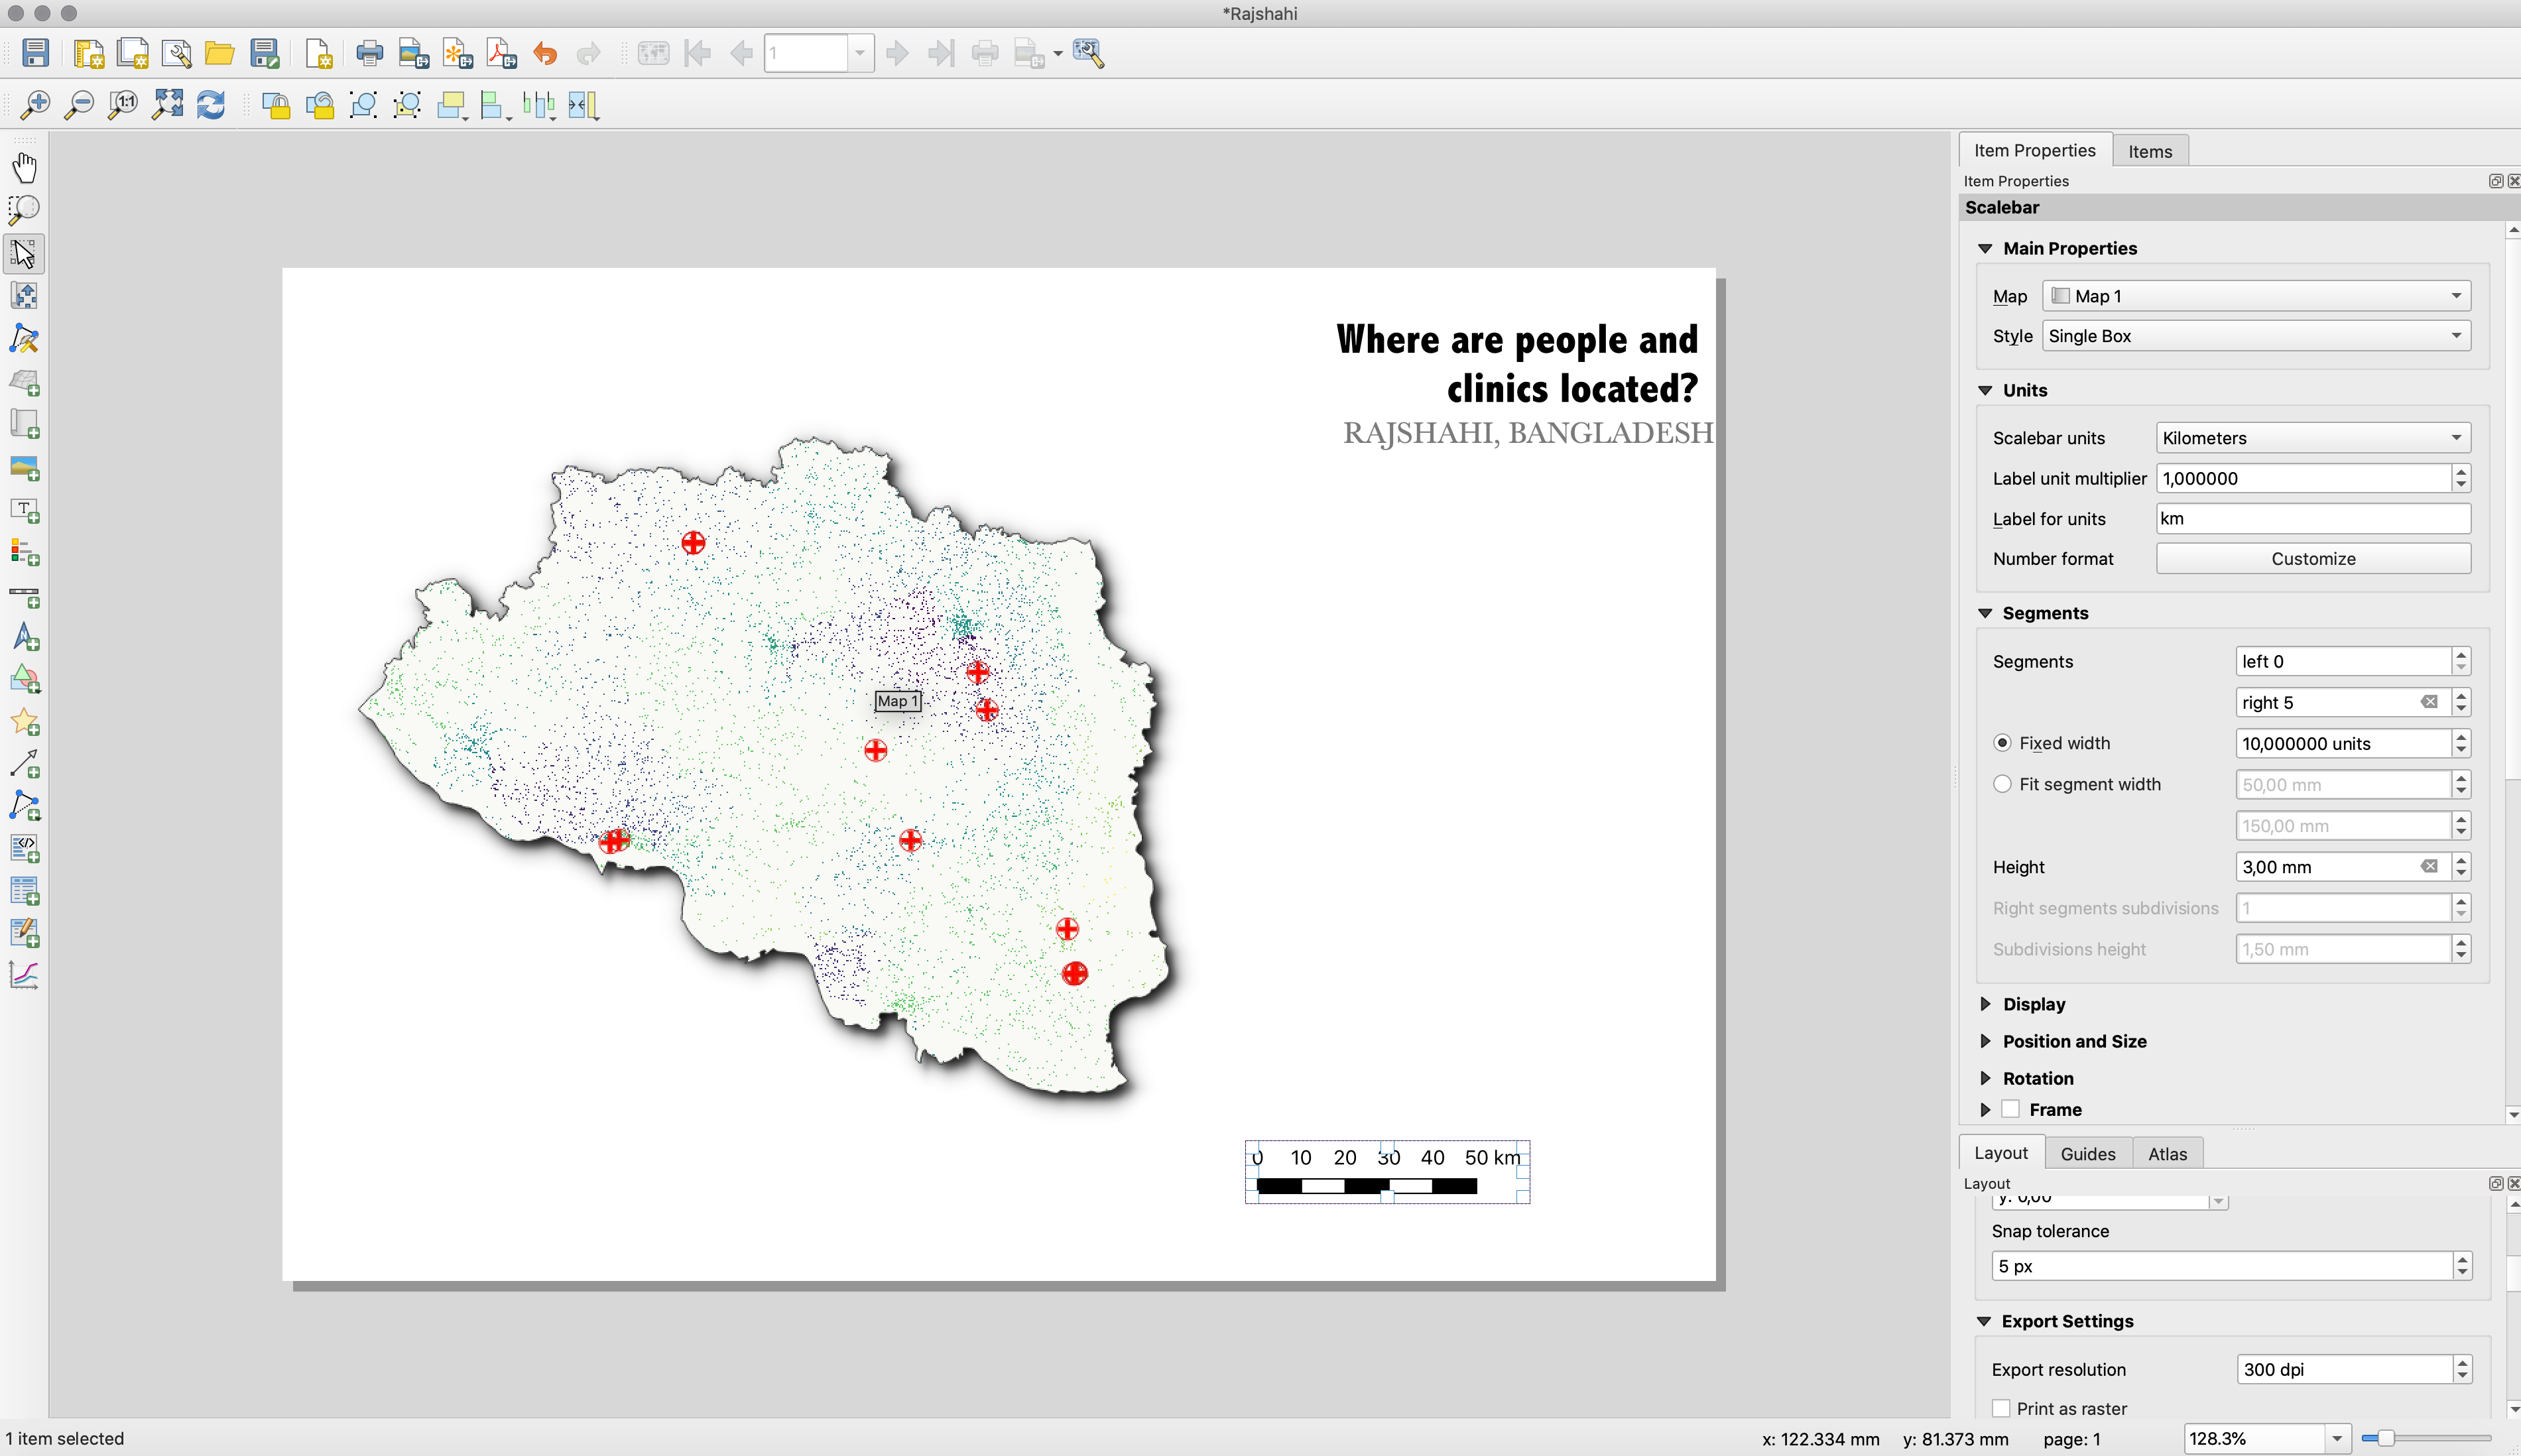 *Rajshahi
1:1
1
Item Properties
Items
Item Properties
Scalebar
Main Properties
Map
Map 1
Style
Single Box
Units
Scalebar units
Kilometers
Label unit multiplier
1,000000
Label for units
km
Number format
Customize
Segments
Segments
left 0
right 5
Fixed width
10,000000 units
Fit segment width
50,00 mm
150,00 mm
Height
3,00 mm
Right segments subdivisions
1
Subdivisions height
1,50 mm
Display
Position and Size
Rotation
Frame
Where are people and
clinics located?
RAJSHAHI, BANGLADESH
Map 1
0 10 20 30 40 50 km
Layout
Guides
Atlas
Layout
y: 0,00
Snap tolerance
5 px
Export Settings
Export resolution
300 dpi
Print as raster
1 item selected
x: 122.334 mm
y: 81.373 mm
page: 1
128.3%